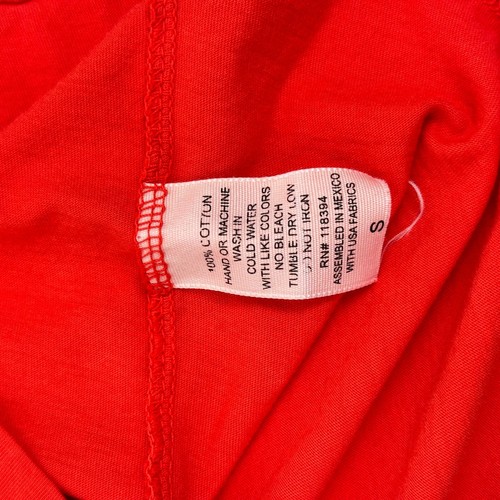 100% COTTON
HAND OR MACHINE
WASH IN
COLD WATER
WITH LIKE COLORS
NO BLEACH
TUMBLE DRY LOW
DO NOT IRON
RN# 118394
ASSEMBLED IN MEXICO
WITH USA FABRICS
S